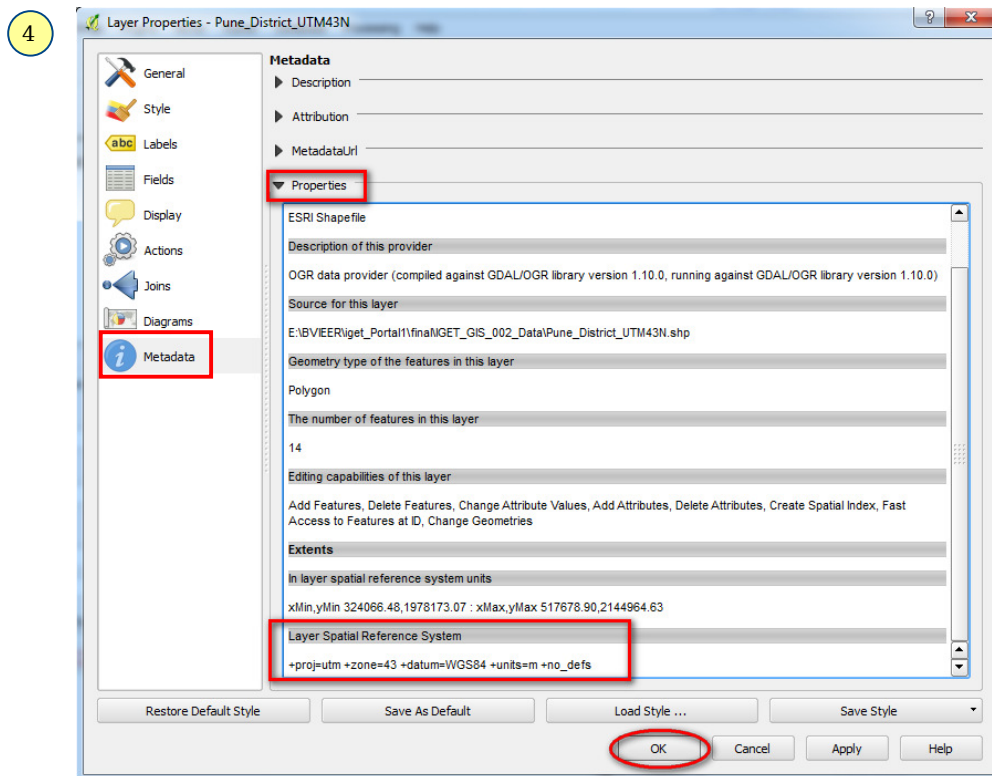 4
Layer Properties - Pune_District_UTM43N
General
Style
abc Labels
Fields
Display
Actions
Joins
Diagrams
Metadata
Metadata
Description
Attribution
MetadataUrl
Properties
ESRI Shapefile
Description of this provider
OGR data provider (compiled against GDAL/OGR library version 1.10.0, running against GDAL/OGR library version 1.10.0)
Source for this layer
E:\BVIEER\iget_Portal1\final\IGET_GIS_002_Data\Pune_District_UTM43N.shp
Geometry type of the features in this layer
Polygon
The number of features in this layer
14
Editing capabilities of this layer
Add Features, Delete Features, Change Attribute Values, Add Attributes, Delete Attributes, Create Spatial Index, Fast
Access to Features at ID, Change Geometries
Extents
In layer spatial reference system units
xMin,yMin 324066.48,1978173.07 : xMax,yMax 517678.90,2144964.63
Layer Spatial Reference System
+proj=utm +zone=43 +datum=WGS84 +units=m +no_defs
Restore Default Style Save As Default Load Style ... Save Style
OK Cancel Apply Help